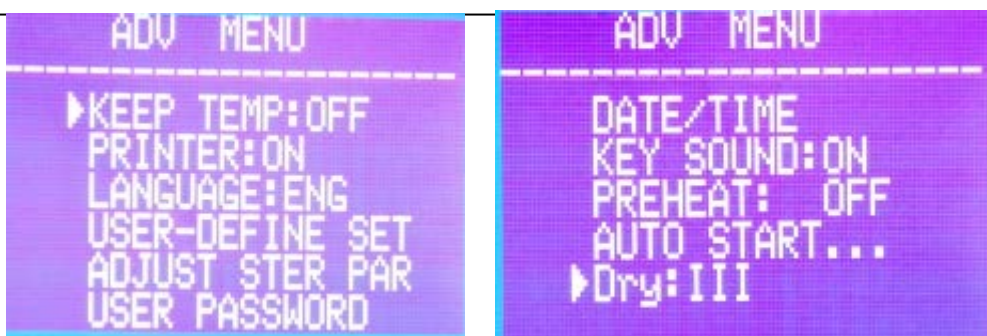 ADV MENU
KEEP TEMP:OFF
PRINTER:ON
LANGUAGE:ENG
USER-DEFINE SET
ADJUST STER PAR
USER PASSWORD
ADV MENU
DATE/TIME
KEY SOUND:ON
PREHEAT: OFF
AUTO START...
Dry:III